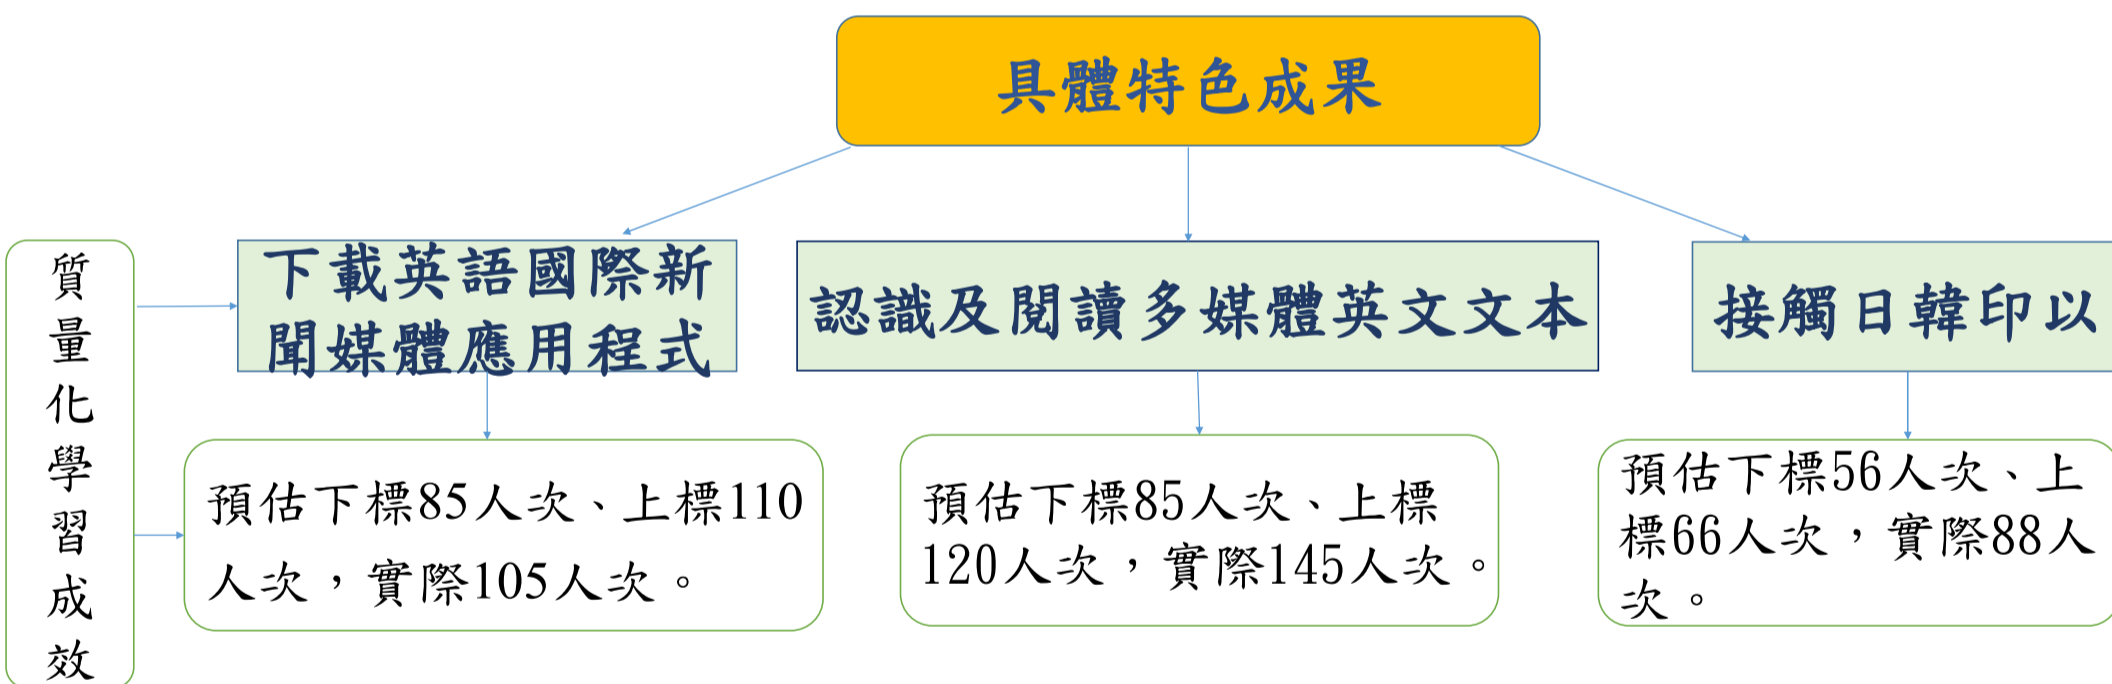 具體特色成果
質量化學習成效
下載英語國際新
聞媒體應用程式
認識及閱讀多媒體英文文本
接觸日韓印以
預估下標85人次、上標110
人次，實際105人次。
預估下標85人次、上標
120人次，實際145人次。
預估下標56人次、上
標66人次，實際88人
次。